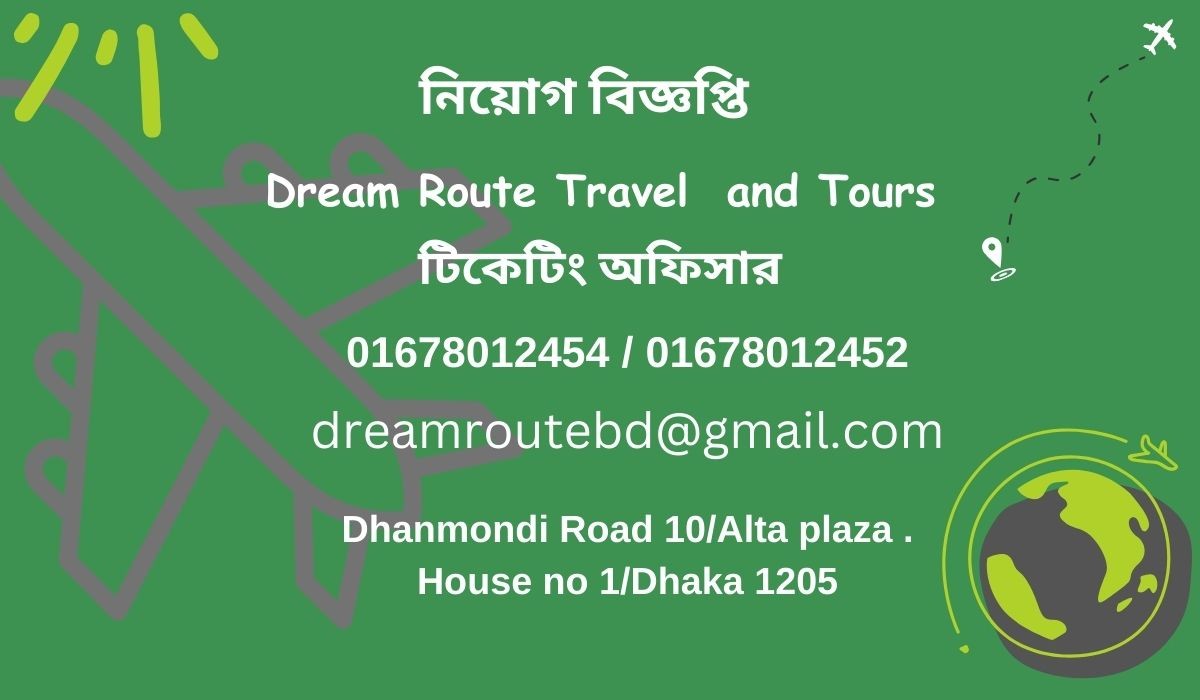 নিয়োগ বিজ্ঞপ্তি
Dream Route Travel and Tours
টিকেটিং অফিসার
01678012454 / 01678012452
dreamroutebd@gmail.com
Dhanmondi Road 10/Alta plaza .
House no 1/Dhaka 1205